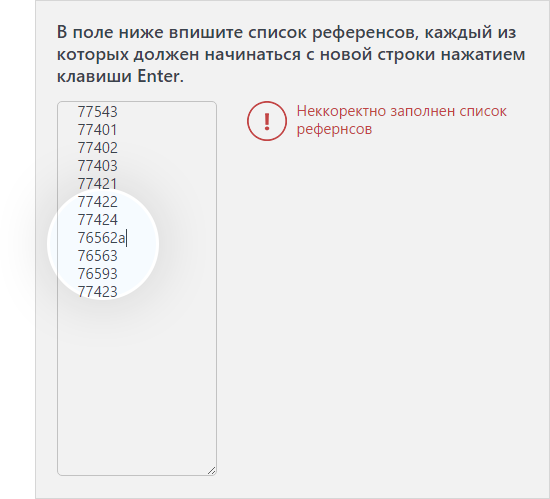 В поле ниже впишите список референсов, каждый из
которых должен начинаться с новой строки нажатием
клавиши Enter.
77543
77401
77402
77403
77421
77422
77424
76562a
76563
76593
77423
!
Неккоректно заполнен список
рефернсов